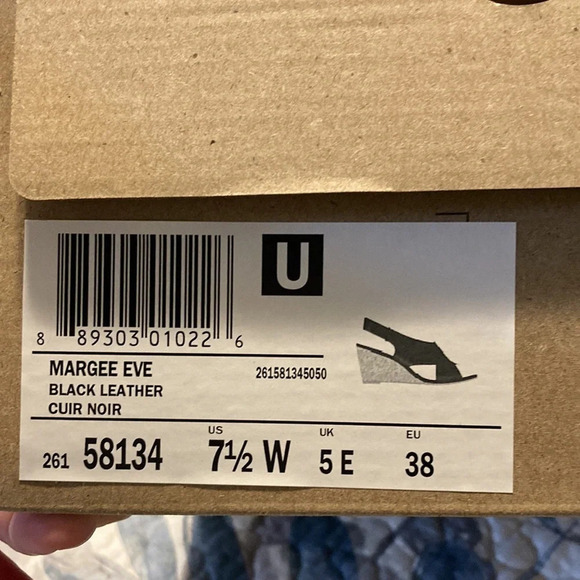 U
8 89303 01022 6
MARGEE EVE
261581345050
BLACK LEATHER
CUIR NOIR
US UK EU
261 58134 7½ W 5 E 38